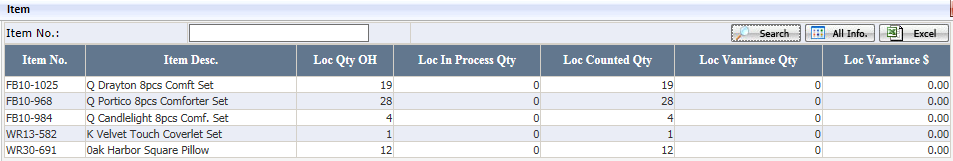 Item
Item No.: Search All Info. Excel
Item No. Item Desc. Loc Qty OH Loc In Process Qty Loc Counted Qty Loc Vanriance Qty Loc Vanriance $
FB10-1025 Q Drayton 8pcs Comft Set 19 0 19 0 0.00
FB10-968 Q Portico 8pcs Comforter Set 28 0 28 0 0.00
FB10-984 Q Candlelight 8pcs Comf. Set 4 0 4 0 0.00
WR13-582 K Velvet Touch Coverlet Set 1 0 1 0 0.00
WR30-691 0ak Harbor Square Pillow 12 0 12 0 0.00